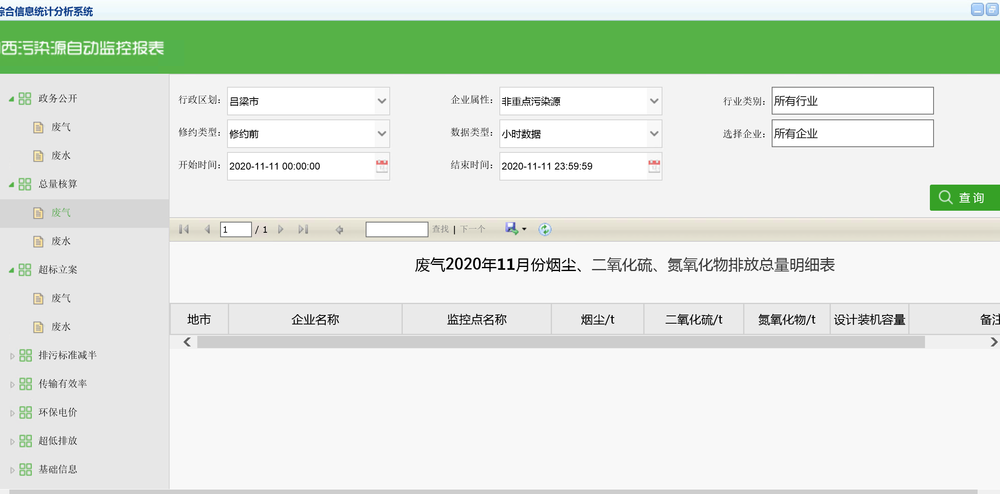 综合信息统计分析系统
西污染源自动监控报表
政务公开
废气
废水
总量核算
废气
废水
超标立案
废气
废水
排污标准减半
传输有效率
环保电价
超低排放
基础信息
行政区划： 吕梁市 企业属性： 非重点污染源 行业类别： 所有行业
修约类型： 修约前 数据类型： 小时数据 选择企业： 所有企业
开始时间： 2020-11-11 00:00:00 结束时间： 2020-11-11 23:59:59
查询
1 / 1 查找 | 下一个
废气2020年11月份烟尘、二氧化硫、氮氧化物排放总量明细表
地市 企业名称 监控点名称 烟尘/t 二氧化硫/t 氮氧化物/t 设计装机容量 备注